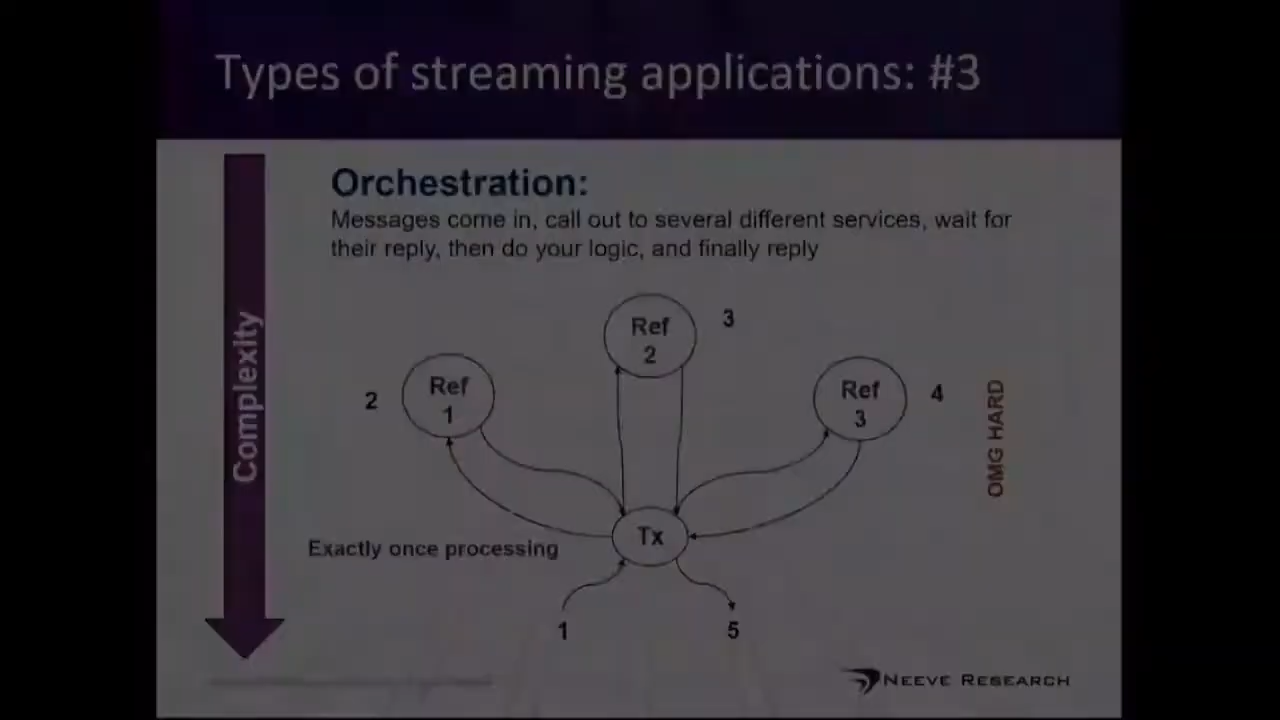 Types of streaming applications: #3
Orchestration:
Messages come in, call out to several different services, wait for
their reply, then do your logic, and finally reply
Complexity
Ref
2
3
Ref
1
2
Ref
3
4
OMG HARD
Tx
Exactly once processing
1
5
NEEVE RESEARCH